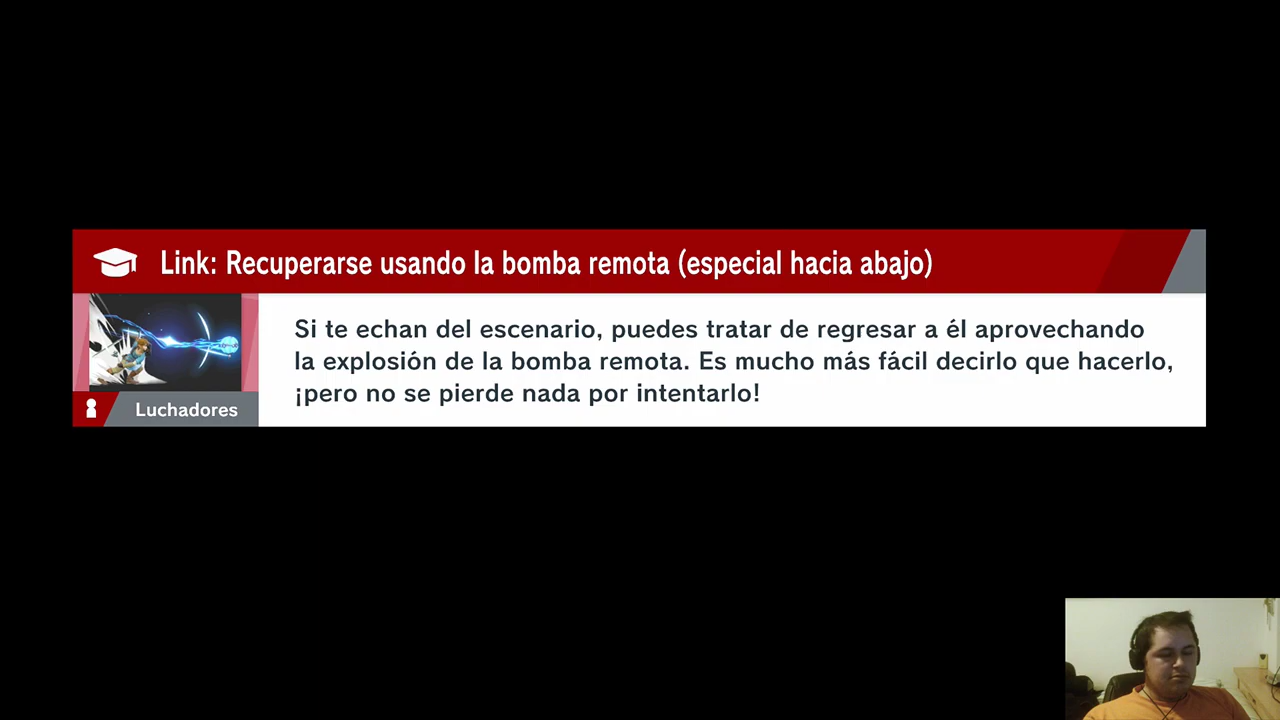 Link: Recuperarse usando la bomba remota (especial hacia abajo)
Si te echan del escenario, puedes tratar de regresar a él aprovechando
la explosión de la bomba remota. Es mucho más fácil decirlo que hacerlo,
¡pero no se pierde nada por intentarlo!
Luchadores